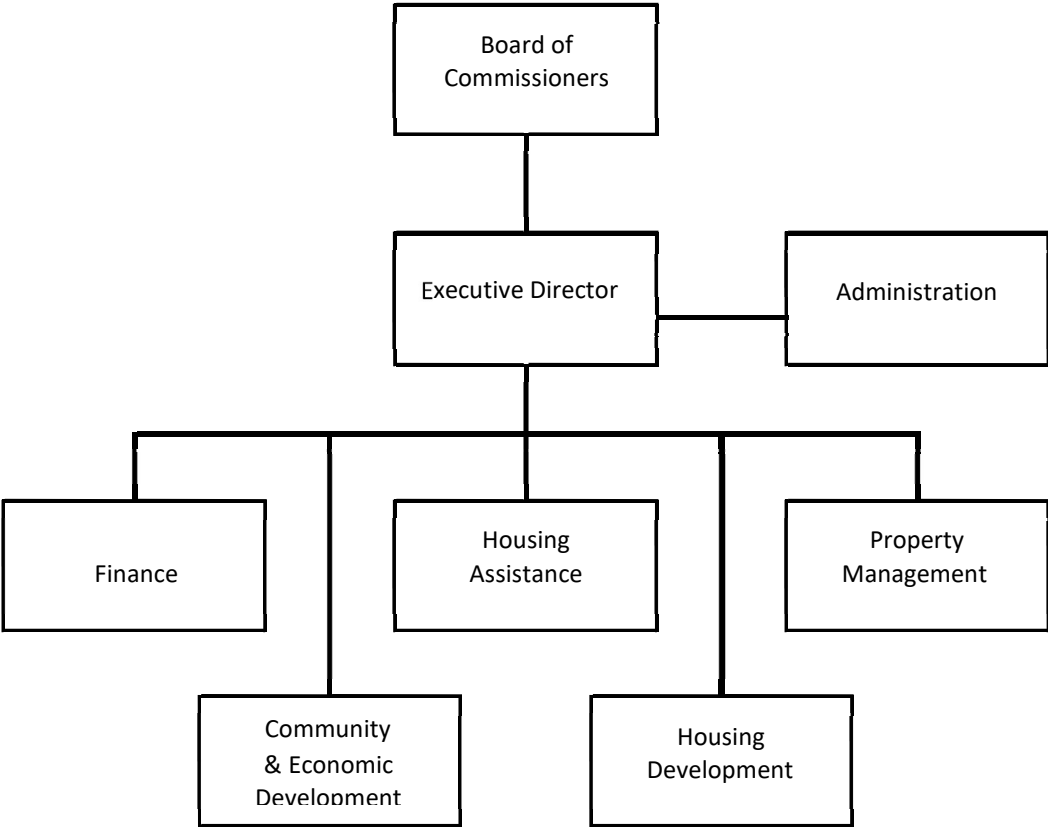 Board of
Commissioners
Executive Director
Administration
Finance
Housing
Assistance
Property
Management
Community
& Economic
Development
Housing
Development